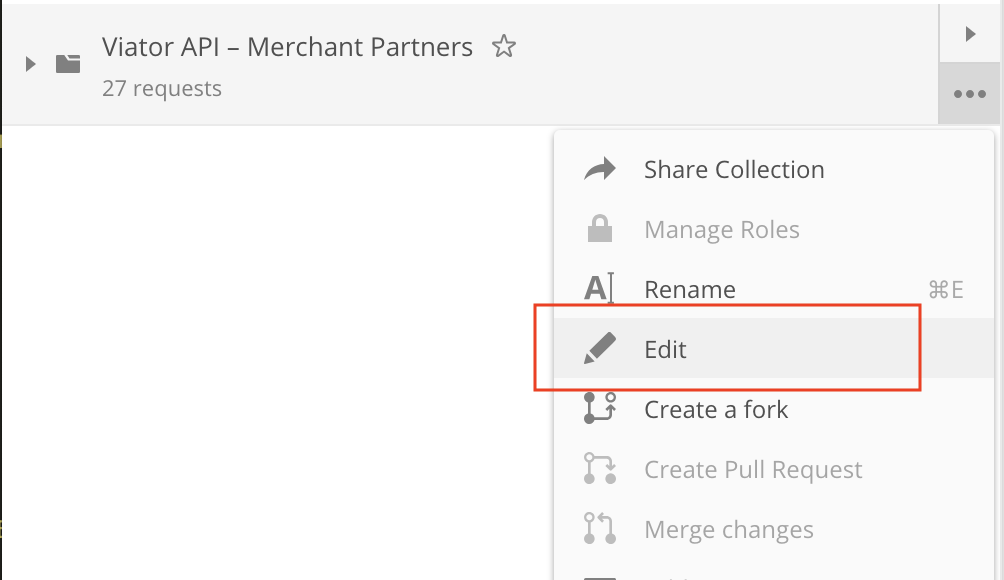 Viator API – Merchant Partners
27 requests
Share Collection
Manage Roles
Rename ⌘E
Edit
Create a fork
Create Pull Request
Merge changes